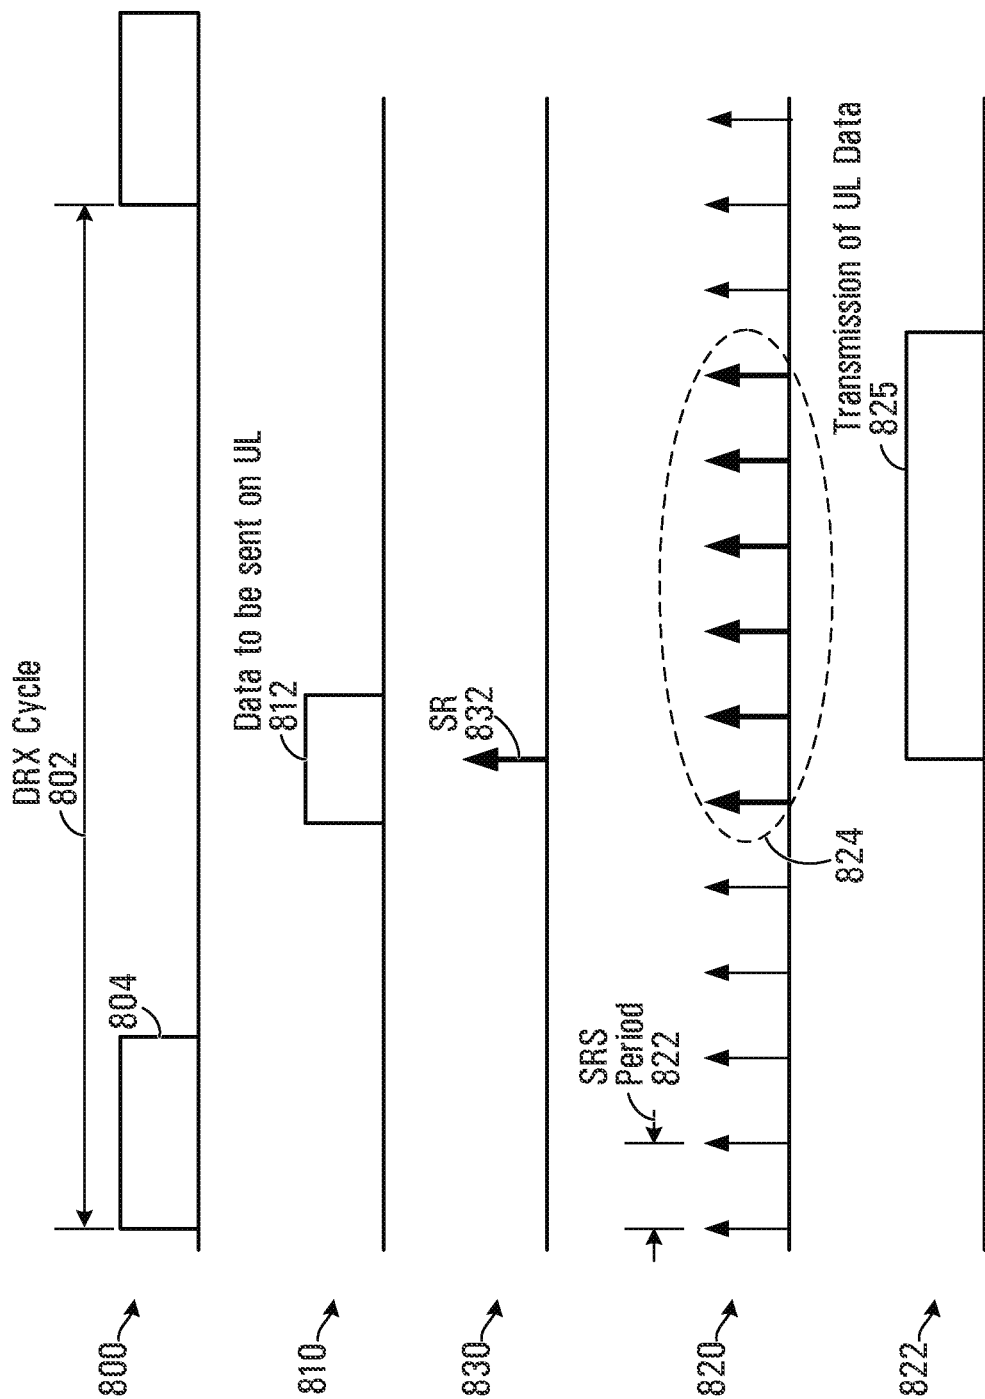 DRX Cycle
802
800
804
Data to be sent on UL
812
810
SR
832
830
SRS
Period
822
824
820
Transmission of UL Data
825
822